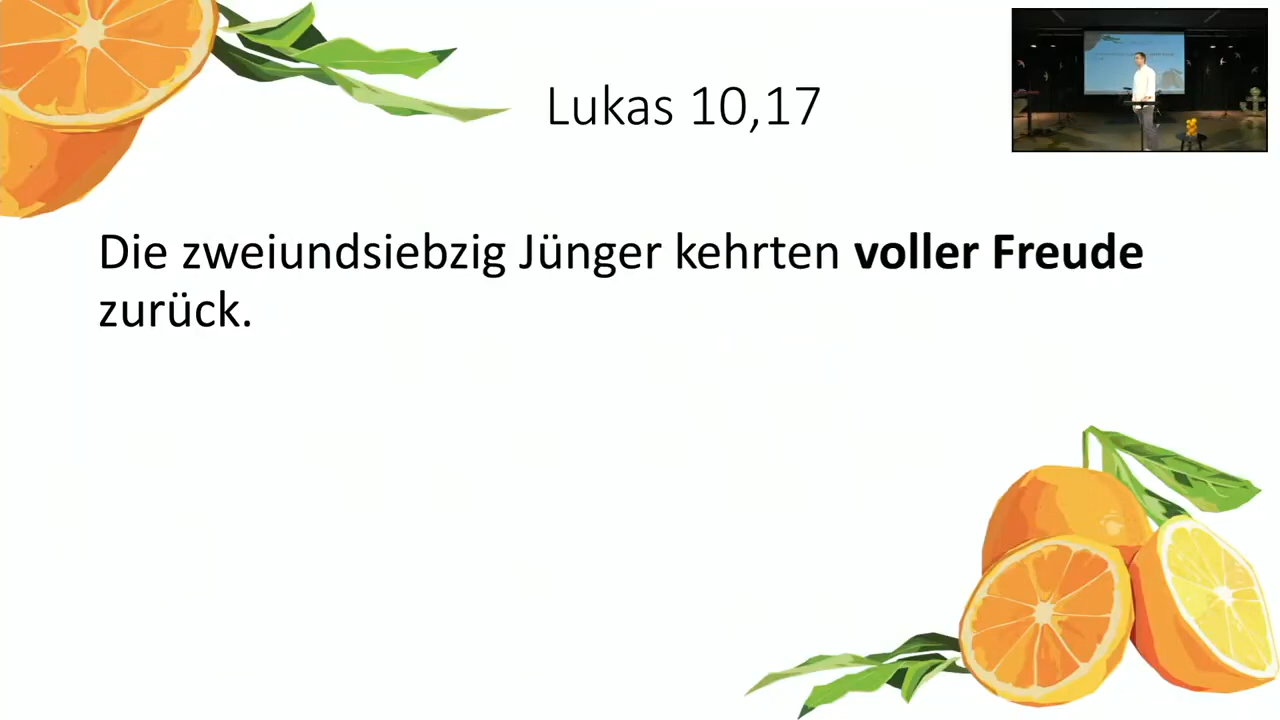 Lukas 10,17
Die zweiundsiebzig Jünger kehrten voller Freude
zurück.